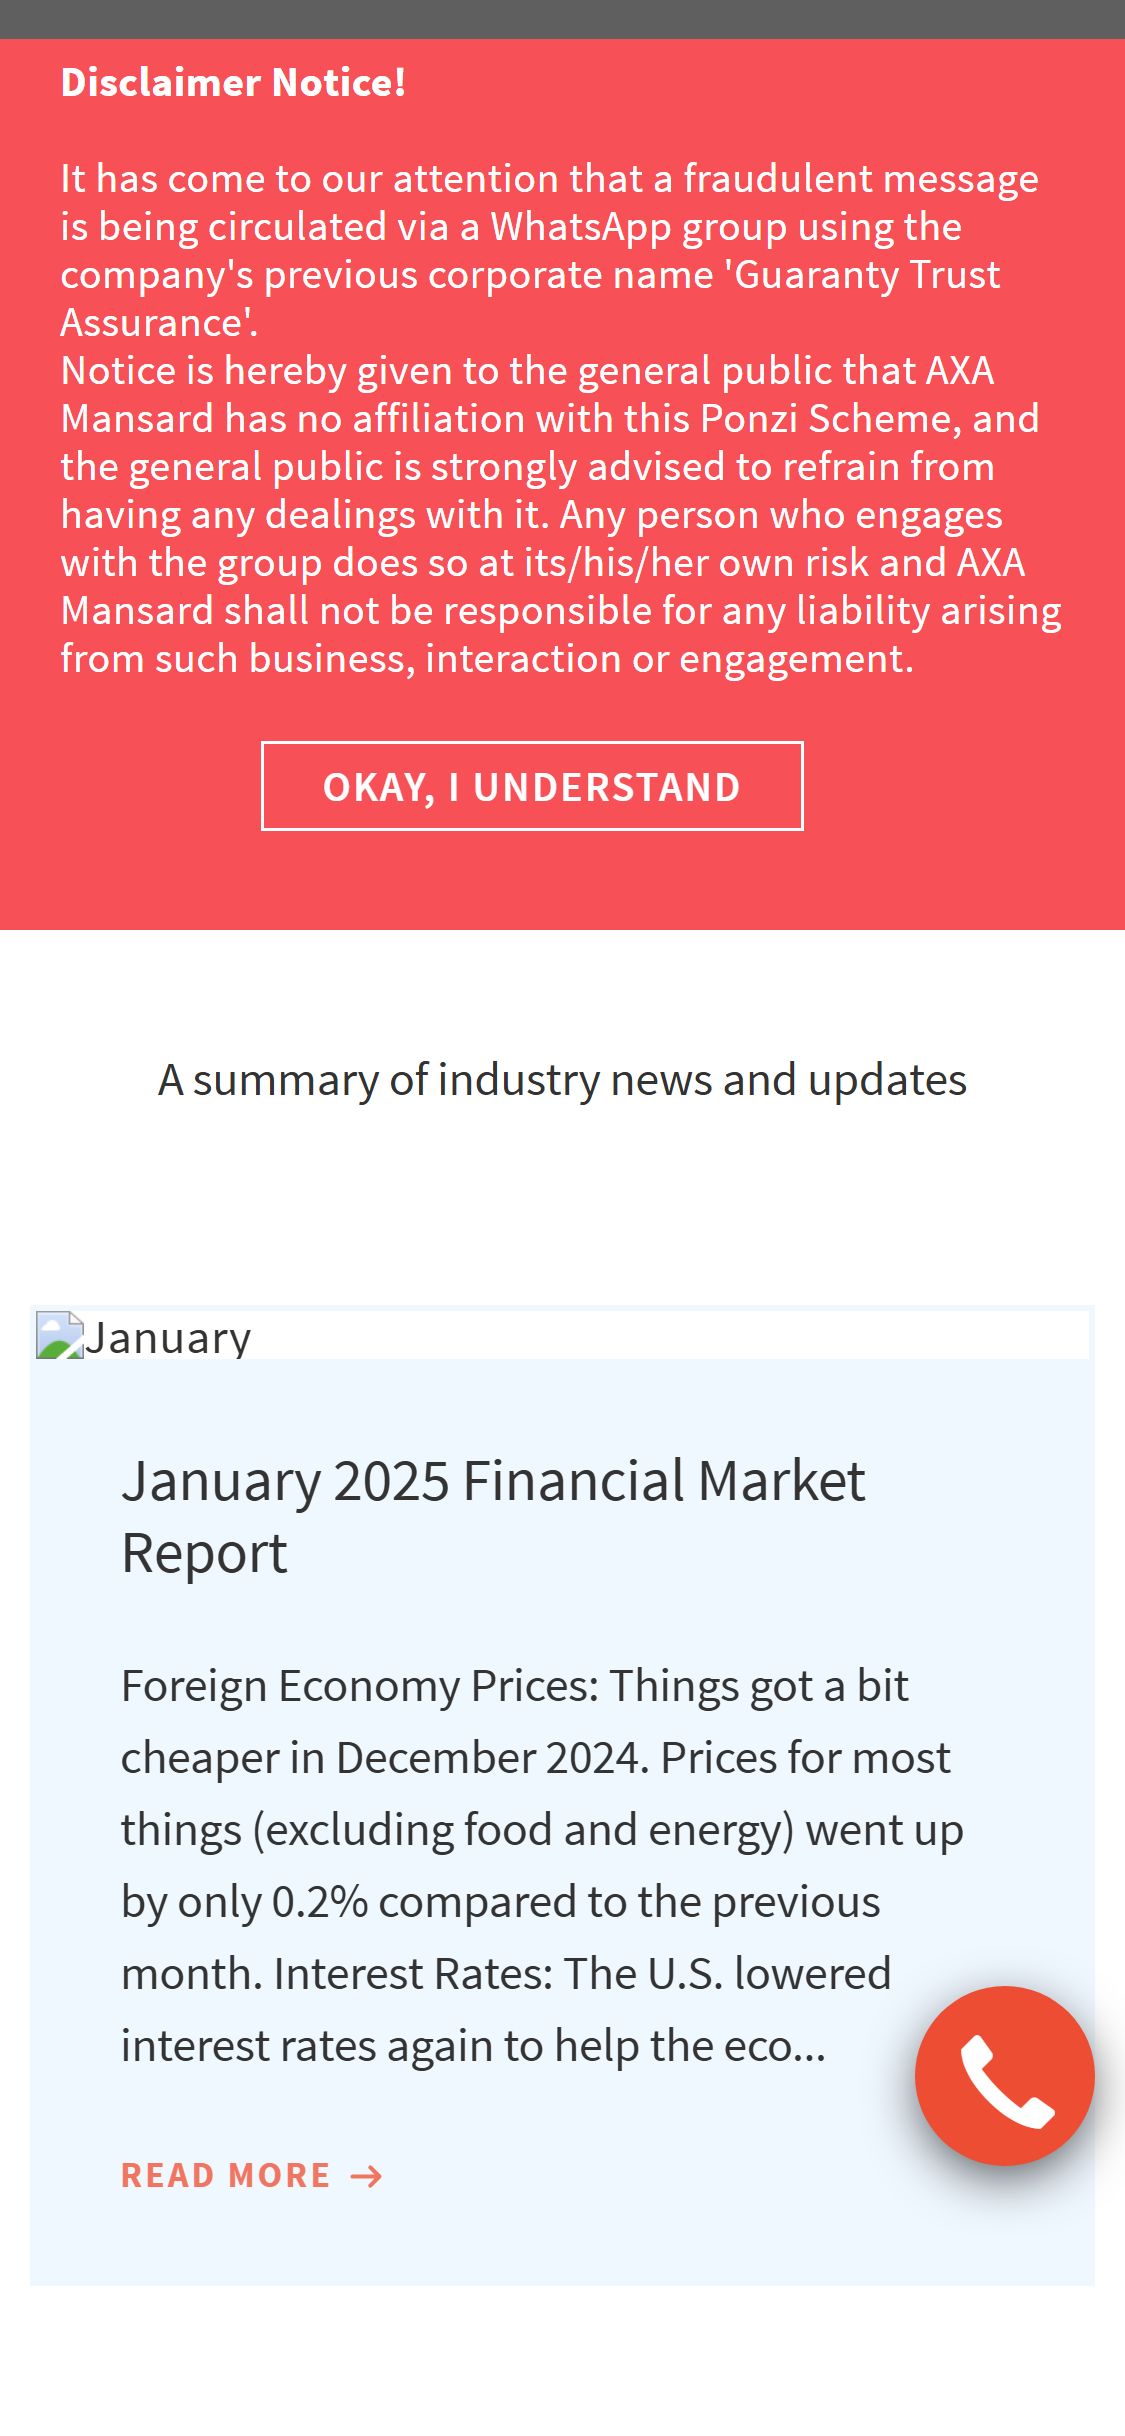 Disclaimer Notice!
It has come to our attention that a fraudulent message
is being circulated via a WhatsApp group using the
company's previous corporate name 'Guaranty Trust
Assurance'.
Notice is hereby given to the general public that AXA
Mansard has no affiliation with this Ponzi Scheme, and
the general public is strongly advised to refrain from
having any dealings with it. Any person who engages
with the group does so at its/his/her own risk and AXA
Mansard shall not be responsible for any liability arising
from such business, interaction or engagement.
OKAY, I UNDERSTAND
A summary of industry news and updates
January
January 2025 Financial Market
Report
Foreign Economy Prices: Things got a bit
cheaper in December 2024. Prices for most
things (excluding food and energy) went up
by only 0.2% compared to the previous
month. Interest Rates: The U.S. lowered
interest rates again to help the eco...
READ MORE →